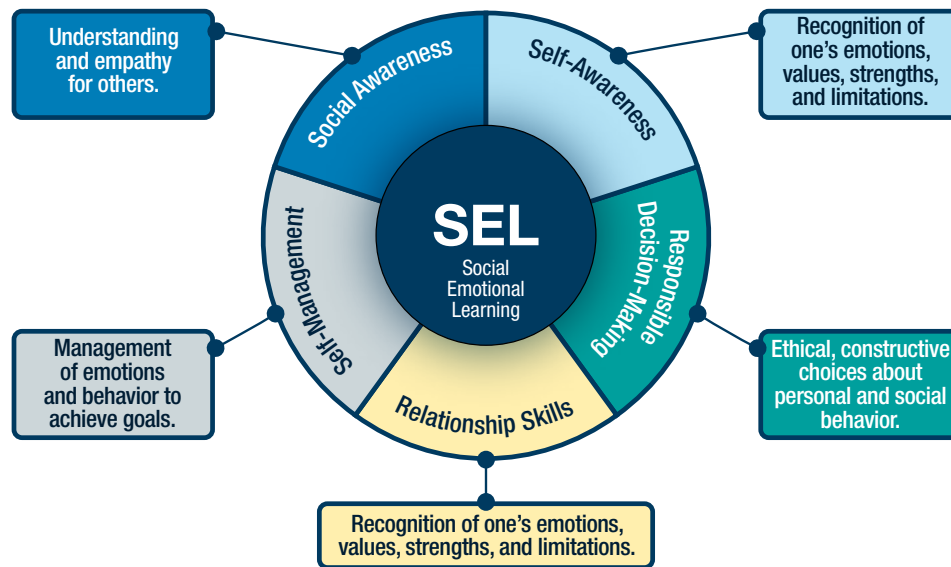 Understanding
and empathy
for others.
Social Awareness
Self-Awareness
Recognition of
one’s emotions,
values, strengths,
and limitations.
SEL
Social
Emotional
Learning
Self-Management
Responsible
Decision-Making
Relationship Skills
Management
of emotions
and behavior to
achieve goals.
Ethical, constructive
choices about
personal and social
behavior.
Recognition of one’s emotions,
values, strengths, and limitations.